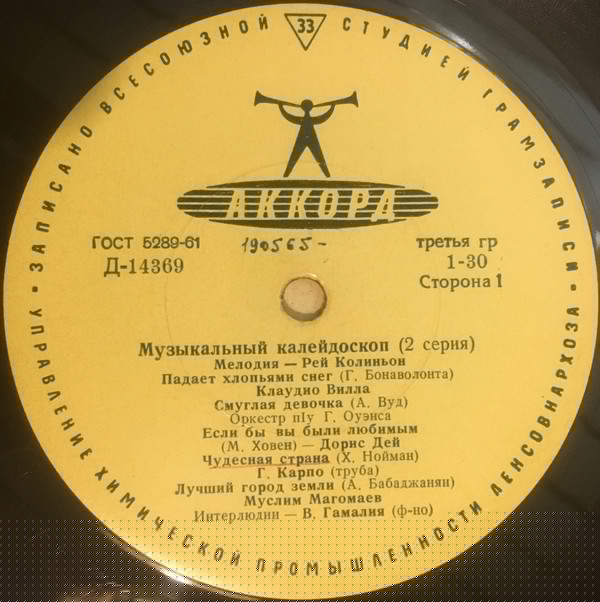 ЗАПИСАНО ВСЕСОЮЗНОЙ СТУДИЕЙ ГРАМЗАПИСИ
33
АККОРД
ГОСТ 5289-61
190565-
третья гр
Д-14369
1-30
Сторона 1
Музыкальный калейдоскоп (2 серия)
Мелодия — Рей Колиньон
Падает хлопьями снег (Г. Бонаволонта)
Клаудио Вилла
Смуглая девочка (А. Вуд)
Оркестр п/у Г. Оуэнса
Если бы вы были любимым
(М. Ховен) — Дорис Дей
Чудесная страна (Х. Нойман)
Г. Карпо (труба)
Лучший город земли (А. Бабаджанян)
Муслим Магомаев
Интерлюдии — В. Гамалия (ф-но)
УПРАВЛЕНИЕ ХИМИЧЕСКОЙ ПРОМЫШЛЕННОСТИ ЛЕНСОВНАРХОЗА